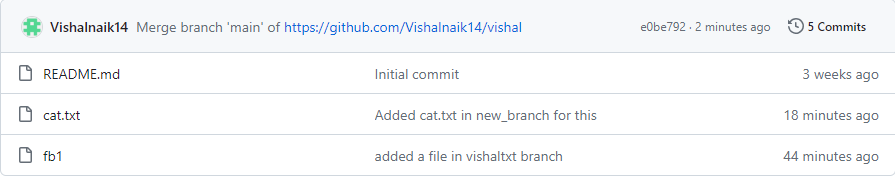 Vishalnaik14 Merge branch 'main' of https://github.com/Vishalnaik14/vishal e0be792 · 2 minutes ago 5 Commits
README.md Initial commit 3 weeks ago
cat.txt Added cat.txt in new_branch for this 18 minutes ago
fb1 added a file in vishaltxt branch 44 minutes ago